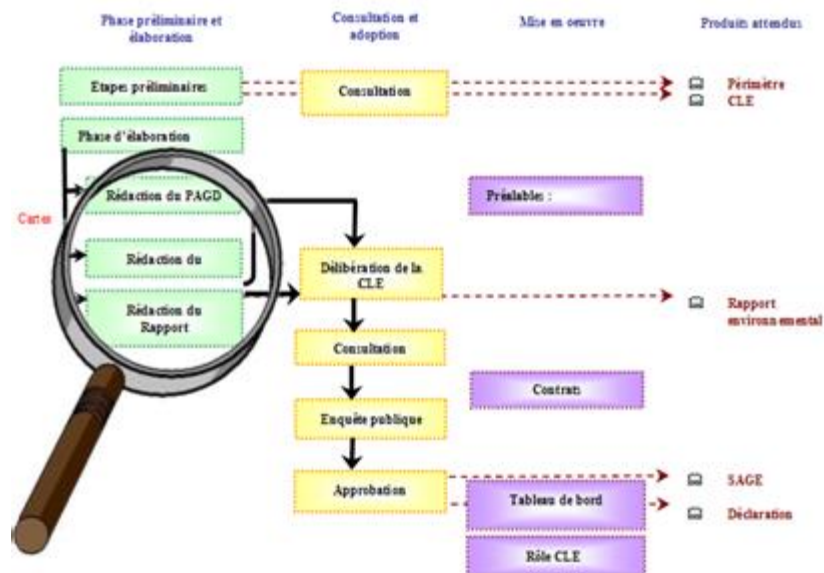 Phase préliminaire et
élaboration
Consultation et
adoption
Mise en oeuvre
Produits attendus
Etapes préliminaires
Consultation
Périmètre
CLE
Phase d'élaboration
Rédaction du PAGD
Préalables :
Cartes
Rédaction du
Délibération de la
CLE
Rédaction du
Rapport
Rapport
environnemental
Consultation
Contrats
Enquête publique
Approbation
SAGE
Tableau de bord
Déclaration
Rôle CLE